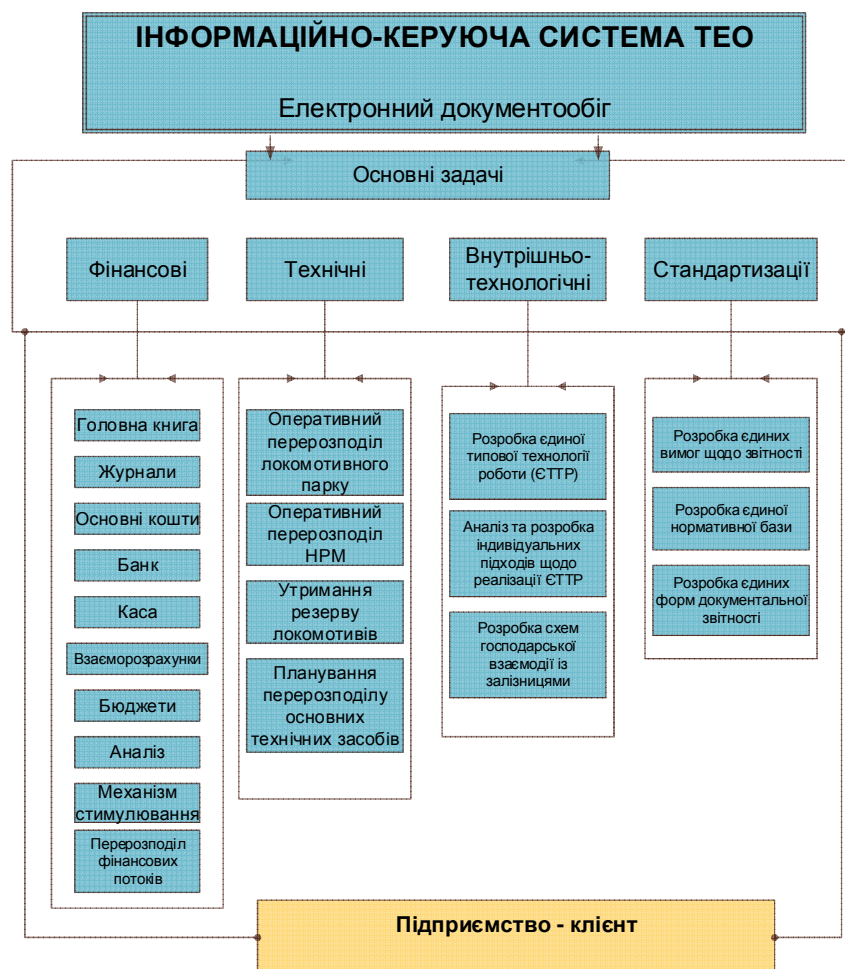 ІНФОРМАЦІЙНО-КЕРУЮЧА СИСТЕМА ТЕО
Електронний документообіг
Основні задачі
Фінансові
Технічні
Внутрішньо-
технологічні
Стандартизації
Головна книга
Журнали
Основні кошти
Банк
Каса
Взаєморозрахунки
Бюджети
Аналіз
Механізм
стимулювання
Перерозподіл
фінансових
потоків
Оперативний
перерозподіл
локомотивного
парку
Оперативний
перерозподіл
НРМ
Утримання
резерву
локомотивів
Планування
перерозподілу
основних
технічних засобів
Розробка єдиної
типової технології
роботи (ЄТТР)
Аналіз та розробка
індивідуальних
підходів щодо
реалізації ЄТТР
Розробка схем
господарської
взаємодії із
залізницями
Розробка єдиних
вимог щодо звітності
Розробка єдиної
нормативної бази
Розробка єдиних
форм документальної
звітності
Підприємство - клієнт